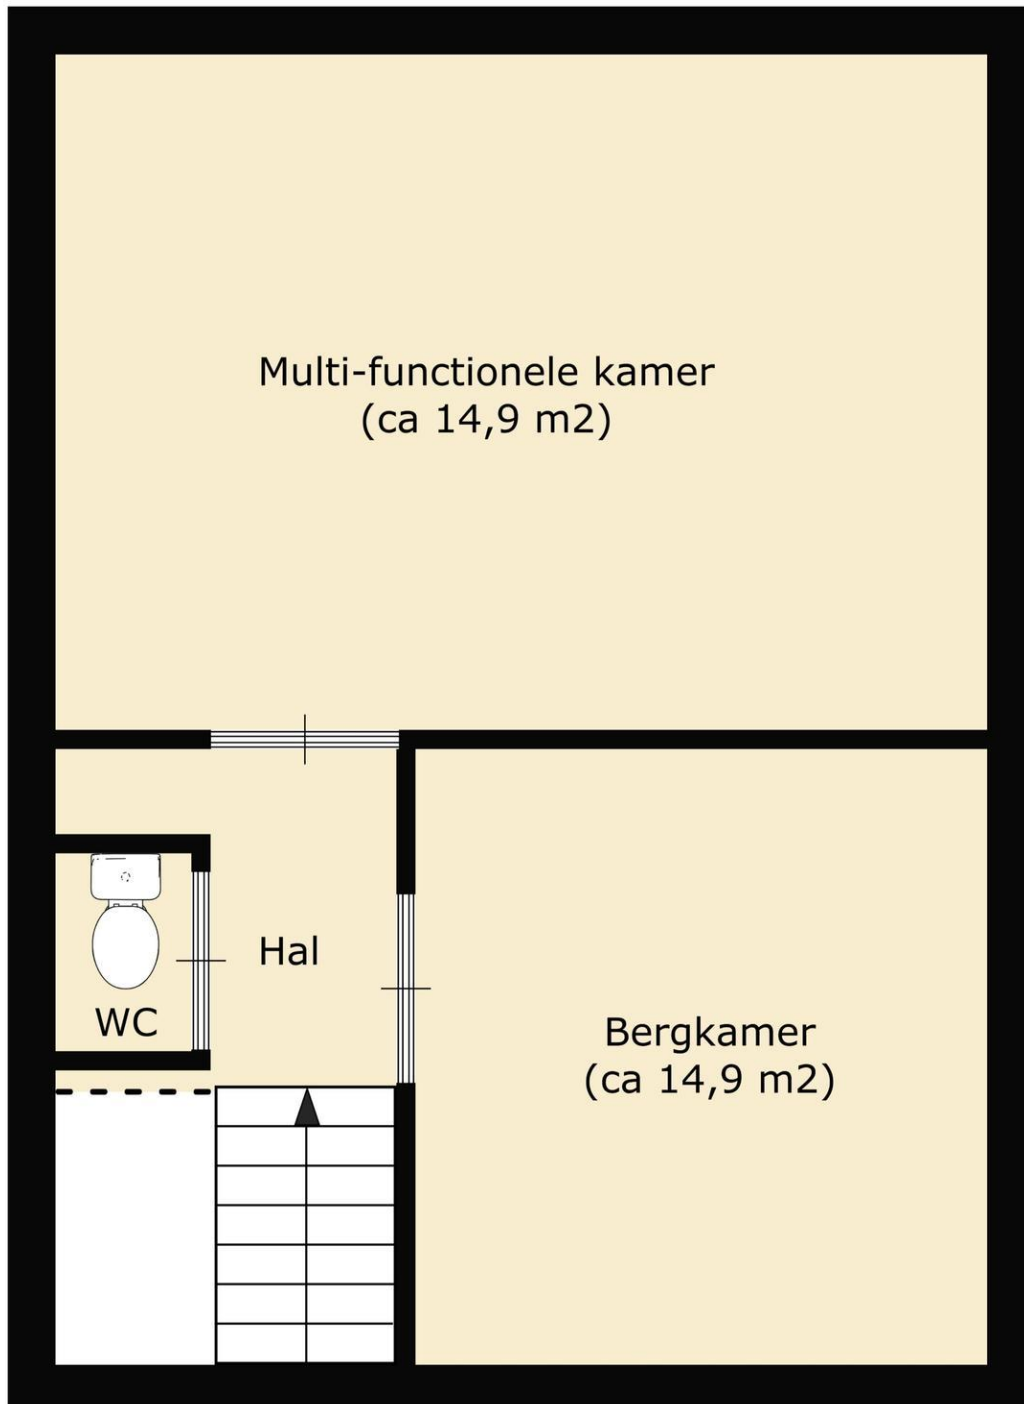 Multi-functionele kamer
(ca 14,9 m2)
Hal
WC
Bergkamer
(ca 14,9 m2)